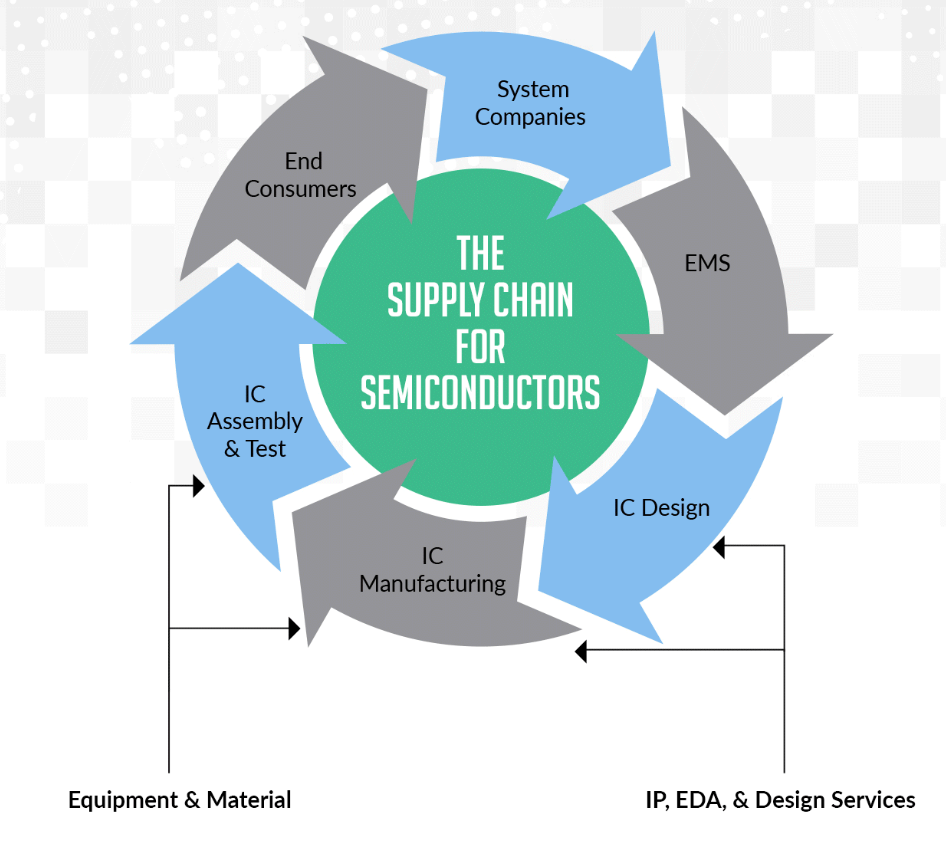 System
Companies
End
Consumers
THE
SUPPLY CHAIN
FOR
SEMICONDUCTORS
EMS
IC
Assembly
& Test
IC Design
IC
Manufacturing
Equipment & Material
IP, EDA, & Design Services